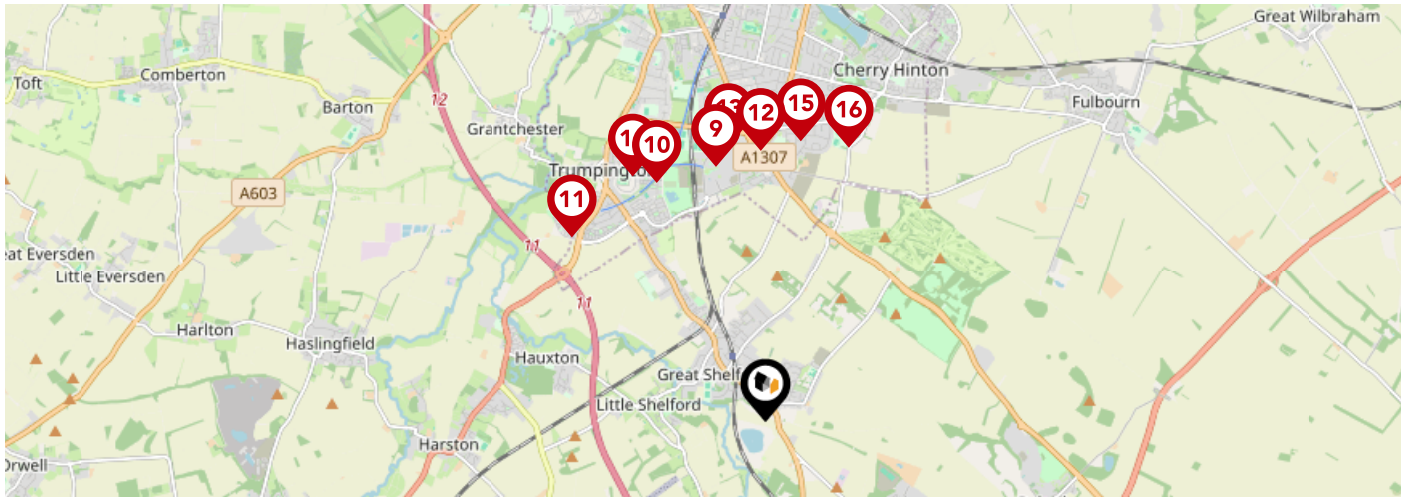 Great Wilbraham
Toft
Comberton
Cherry Hinton
12
Barton
Fulbourn
Grantchester
9
12
15
16
10
Trumpington
A1307
A603
11
11
eat Eversden
Little Eversden
11
Harlton
Haslingfield
Hauxton
Great Shelf
Little Shelford
Harston
Orwell